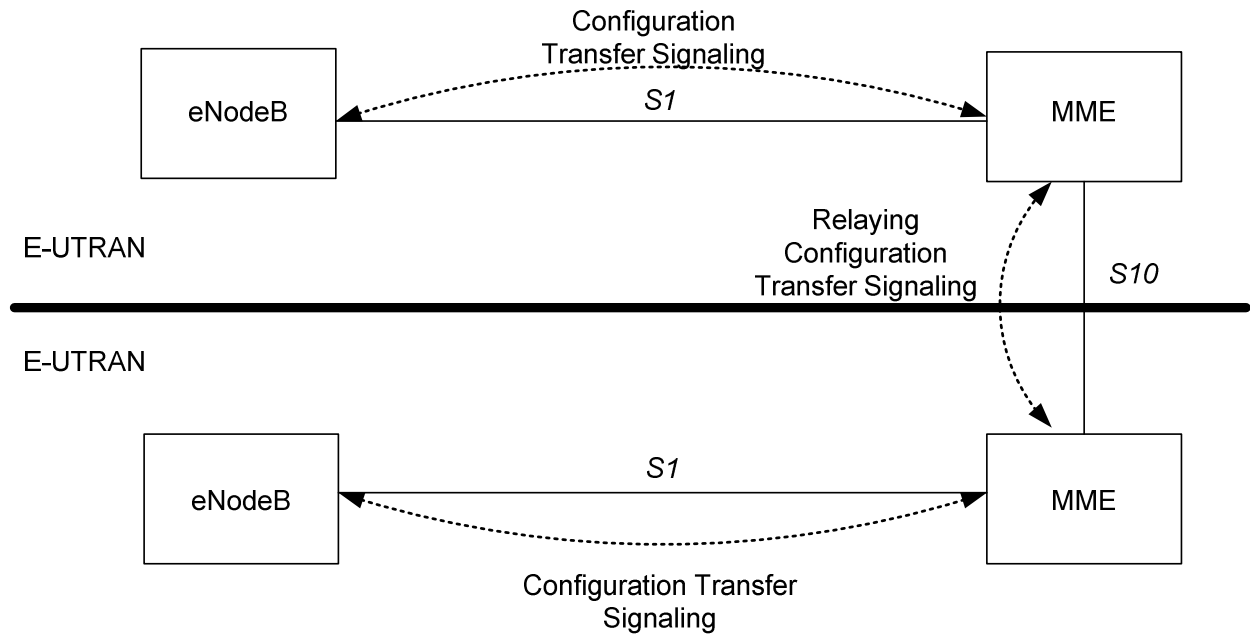 Configuration
Transfer Signaling
eNodeB
S1
MME
Relaying
Configuration
Transfer Signaling
E-UTRAN
S10
E-UTRAN
eNodeB
S1
MME
Configuration Transfer
Signaling